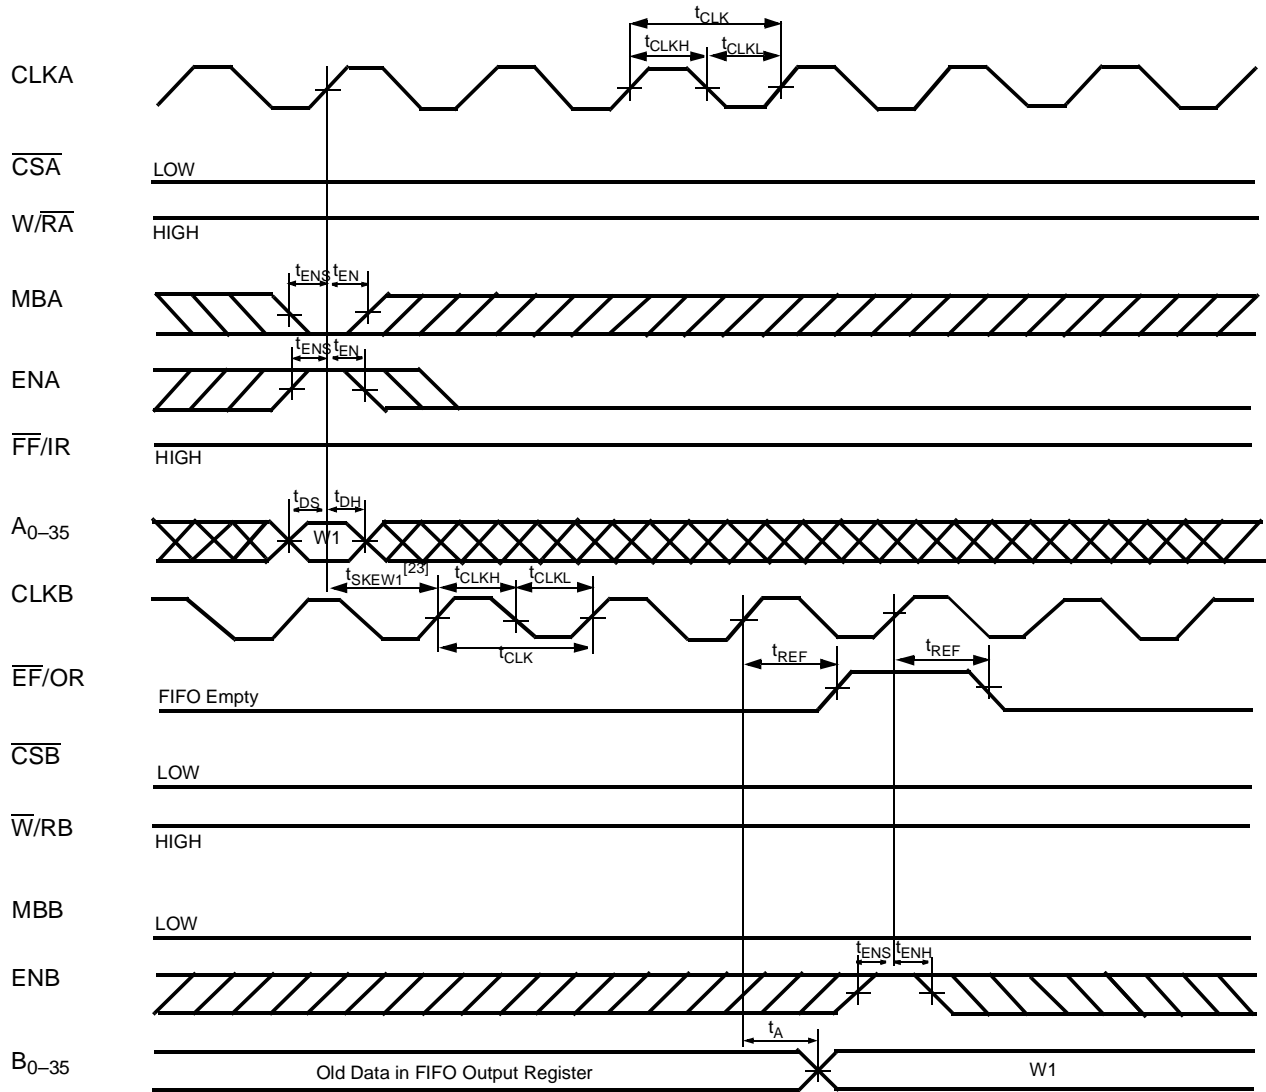 tCLK
tCLKH tCLKL
CLKA
CSA
LOW
W/RA
HIGH
tENS tEN
MBA
tENS tEN
ENA
FF/IR
HIGH
tDS tDH
A0–35
W1
tSKEW1[23] tCLKH tCLKL
CLKB
tCLK
tREF tREF
EF/OR
FIFO Empty
CSB
LOW
W/RB
HIGH
MBB
LOW
tENS tENH
ENB
tA
B0–35
Old Data in FIFO Output Register
W1